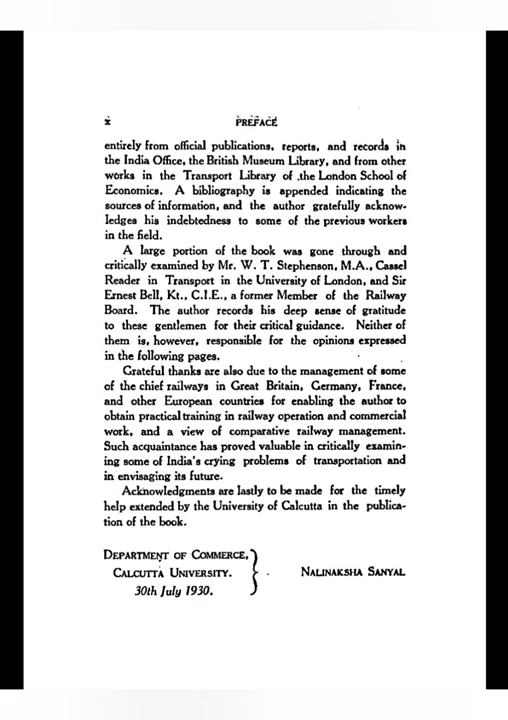 x PREFACE
entirely from official publications, reports, and records in
the India Office, the British Museum Library, and from other
works in the Transport Library of .the London School of
Economics. A bibliography is appended indicating the
sources of information, and the author gratefully acknow-
ledges his indebtedness to some of the previous workers
in the field.
A large portion of the book was gone through and
critically examined by Mr. W. T. Stephenson, M.A., Cassel
Reader in Transport in the University of London, and Sir
Ernest Bell, Kt., C.I.E., a former Member of the Railway
Board. The author records his deep sense of gratitude
to these gentlemen for their critical guidance. Neither of
them is, however, responsible for the opinions expressed
in the following pages.
Grateful thanks are also due to the management of some
of the chief railways in Great Britain, Germany, France,
and other European countries for enabling the author to
obtain practical training in railway operation and commercial
work, and a view of comparative railway management.
Such acquaintance has proved valuable in critically examin-
ing some of India's crying problems of transportation and
in envisaging its future.
Acknowledgments are lastly to be made for the timely
help extended by the University of Calcutta in the publica-
tion of the book.
DEPARTMENT OF COMMERCE,
CALCUTTA UNIVERSITY. } NALINAKSHA SANYAL
30th July 1930.